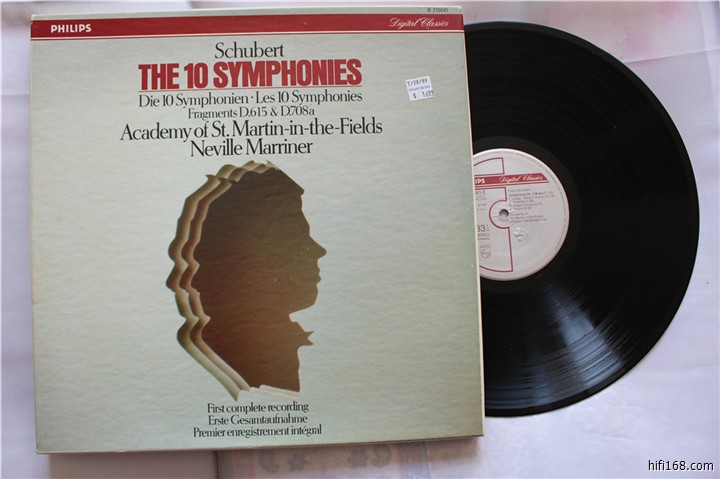 PHILIPS
Digital Classics
Schubert
THE 10 SYMPHONIES
Die 10 Symphonien · Les 10 Symphonies
Fragments D.615 & D.708a
Academy of St. Martin-in-the-Fields
Neville Marriner
First complete recording
Erste Gesamtaufnahme
Premier enregistrement intégral
Digital Classics
33
hifi168.com